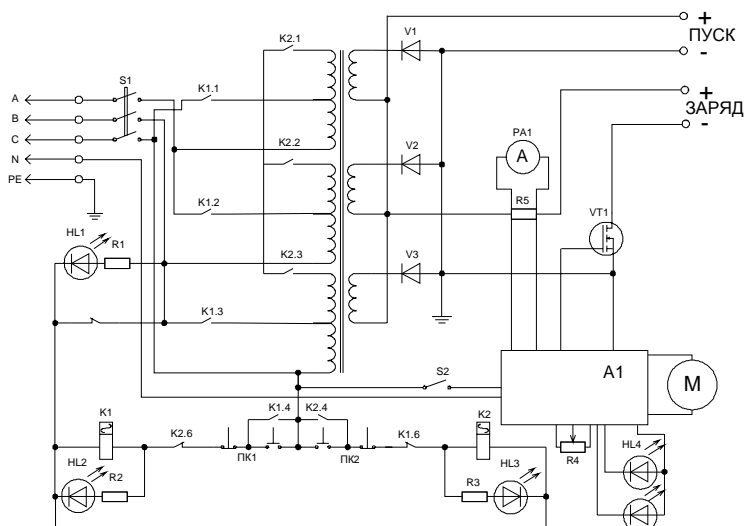 K2.1
V1
+
ПУСК
-
S1
K1.1
A
B
C
N
PE
+
ЗАРЯД
-
PA1
A
K2.2
V2
K1.2
R5
VT1
HL1
R1
K2.3
V3
K1.3
S2
A1
M
K1
K2.6
K1.4
K2.4
K1.6
K2
ПК1
ПК2
R4
HL4
HL2
R2
R3
HL3